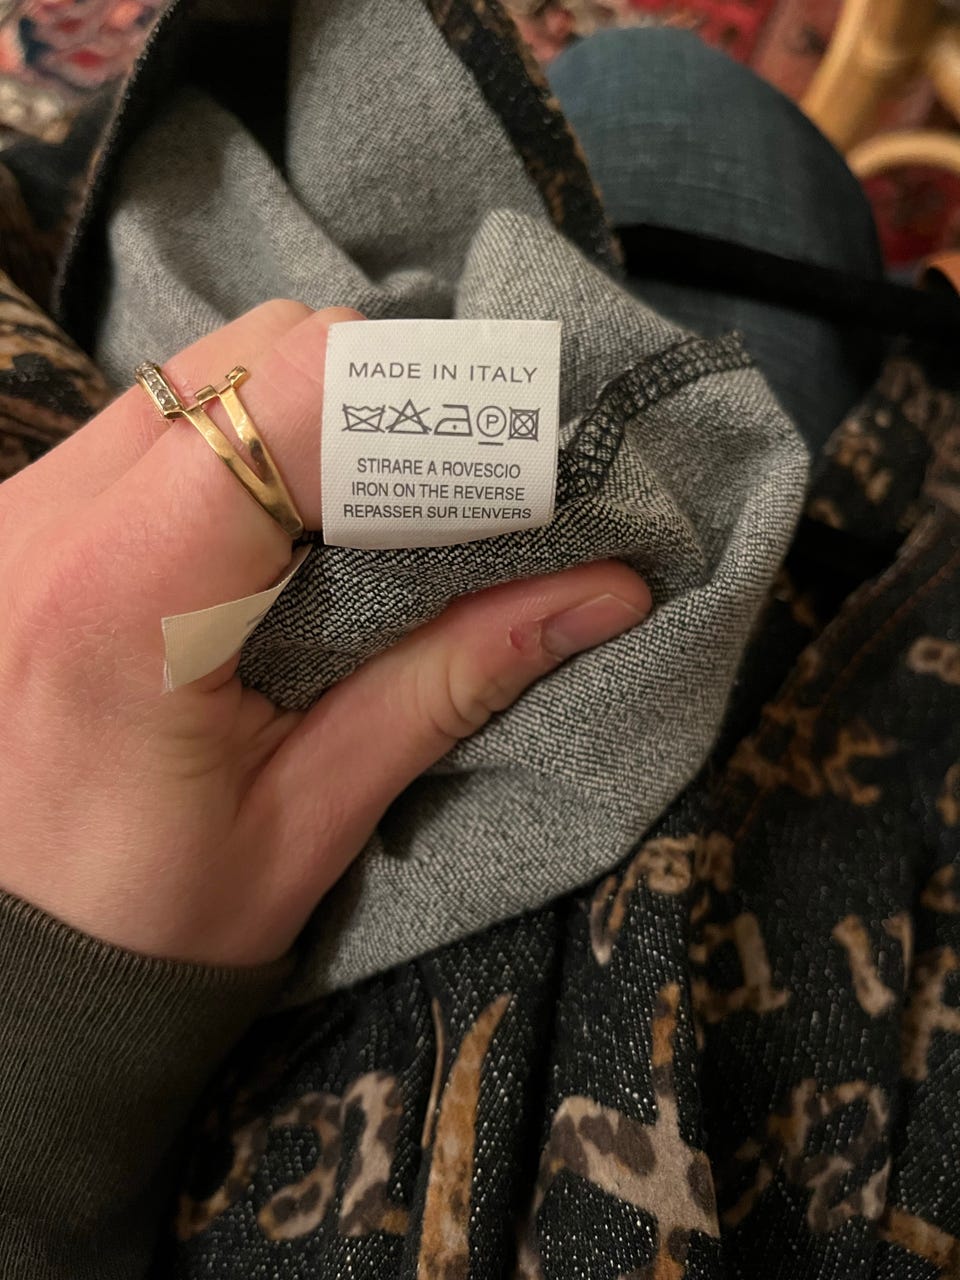 MADE IN ITALY
P
STIRARE A ROVESCIO
IRON ON THE REVERSE
REPASSER SUR L'ENVERS